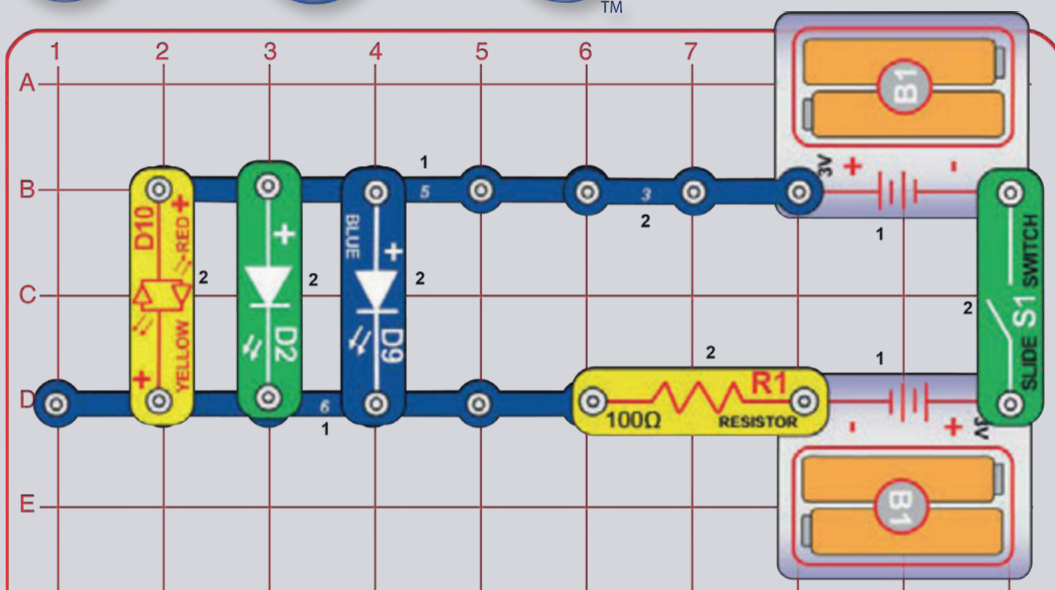 TM
1 2 3 4 5 6 7
A
B1
3V + -
1
B
5
3
2
1
D10
RED +
BLUE
+
+
SWITCH
C
2
2
2
2
S1
D2
D9
SLIDE
+
YELLOW
2
1
D
6
1
R1
100Ω
RESISTOR
- + 3V
E
B1